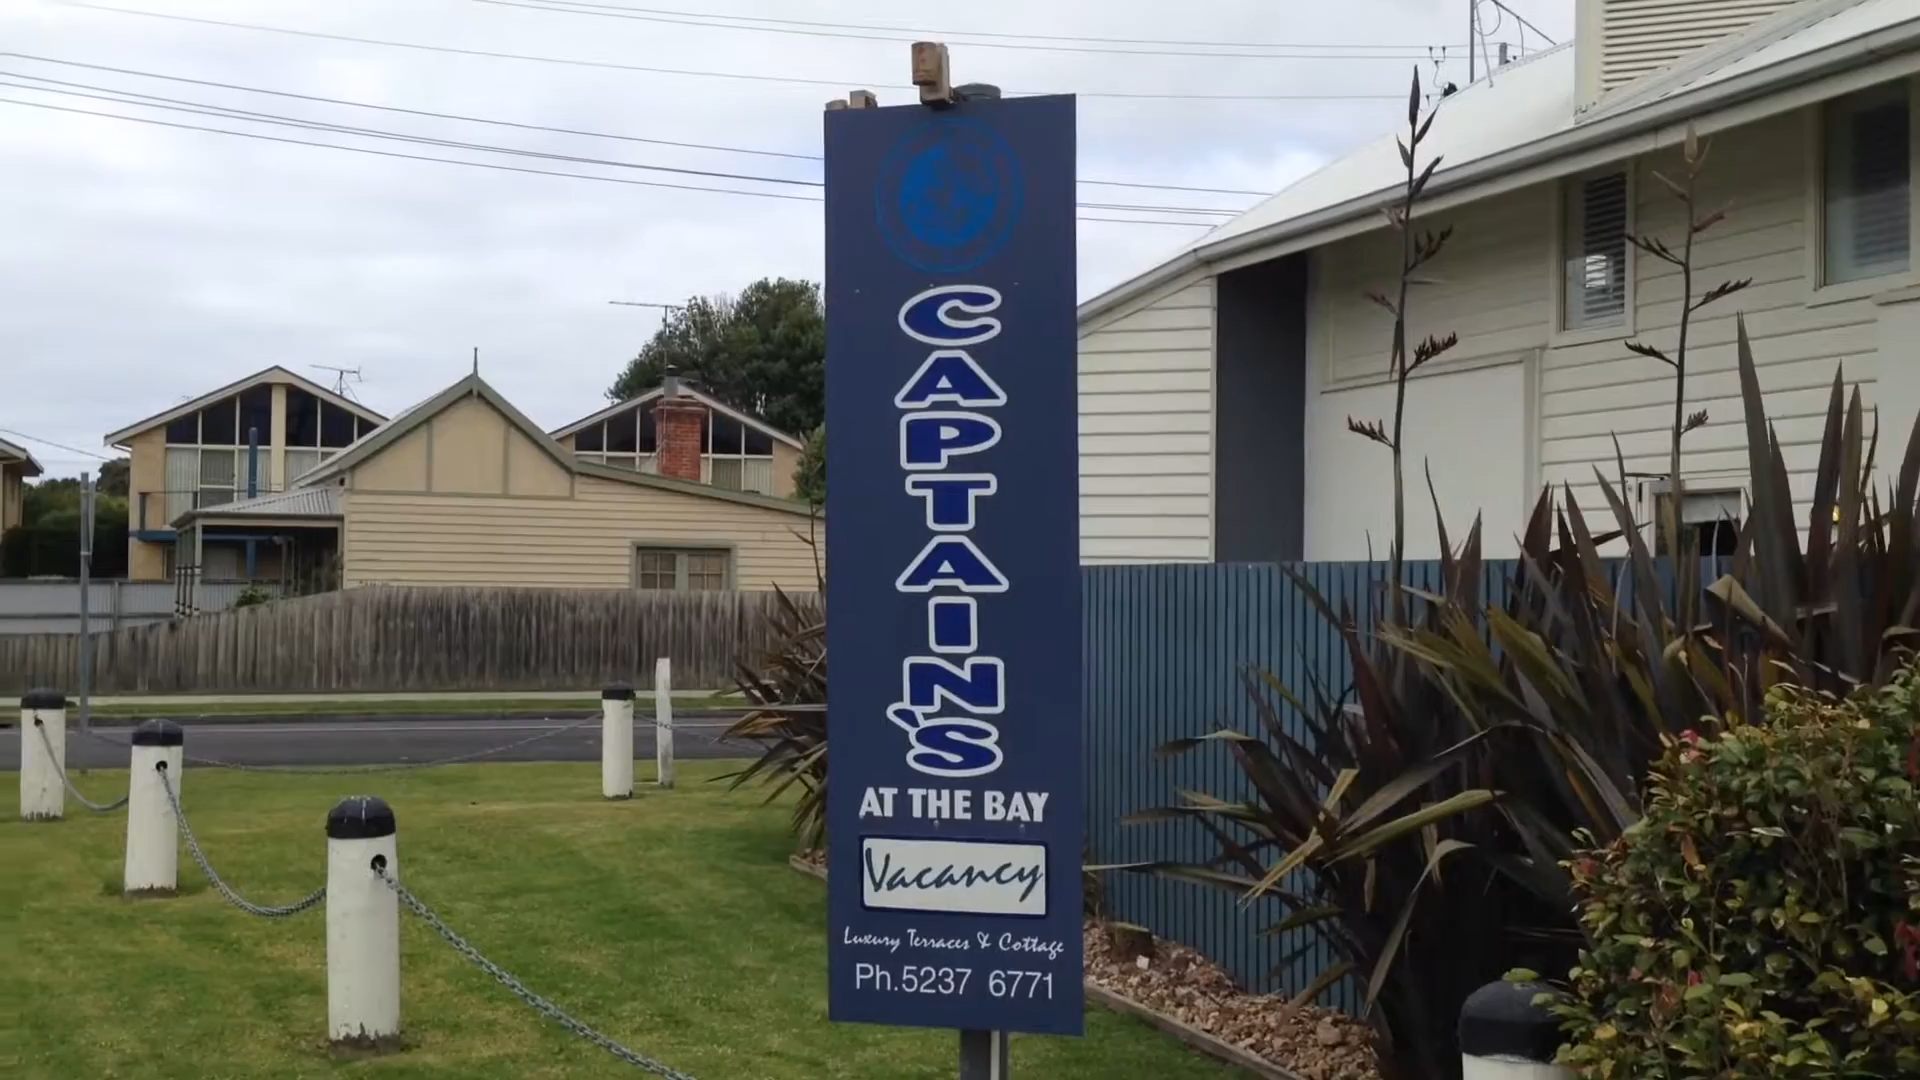 CAPTAIN'S
AT THE BAY
Vacancy
Luxury Terraces & Cottage
Ph.5237 6771